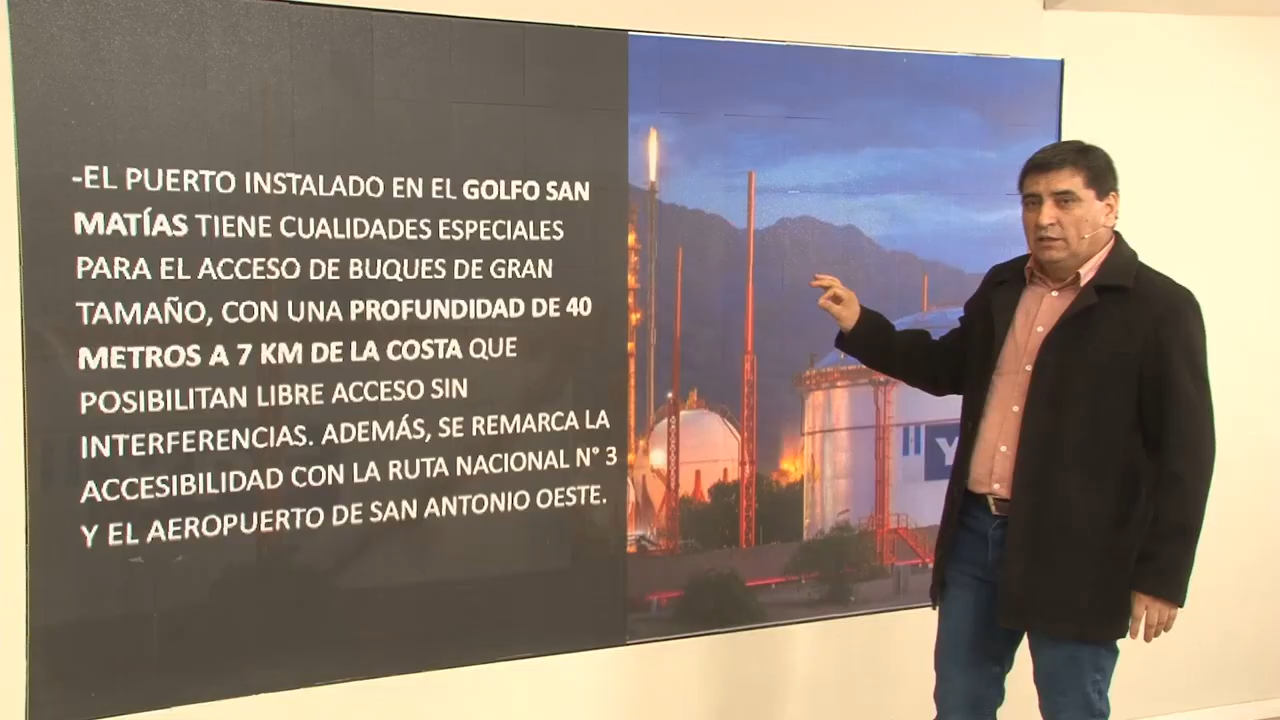 -EL PUERTO INSTALADO EN EL GOLFO SAN
MATÍAS TIENE CUALIDADES ESPECIALES
PARA EL ACCESO DE BUQUES DE GRAN
TAMAÑO, CON UNA PROFUNDIDAD DE 40
METROS A 7 KM DE LA COSTA QUE
POSIBILITAN LIBRE ACCESO SIN
INTERFERENCIAS. ADEMÁS, SE REMARCA LA
ACCESIBILIDAD CON LA RUTA NACIONAL N° 3
Y EL AEROPUERTO DE SAN ANTONIO OESTE.
Y